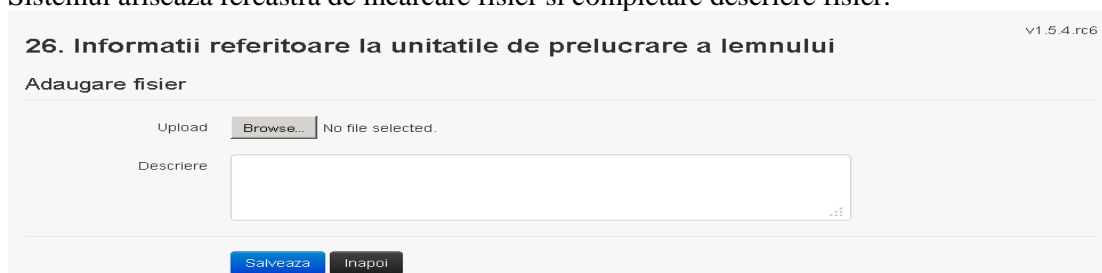 Sistemul afiseaza fereastra de incarcare fisier si completare descriere fisier.
v1.5.4.rc6
26. Informatii referitoare la unitatile de prelucrare a lemnului
Adaugare fisier
Upload Browse... No file selected.
Descriere
Salveaza Inapoi